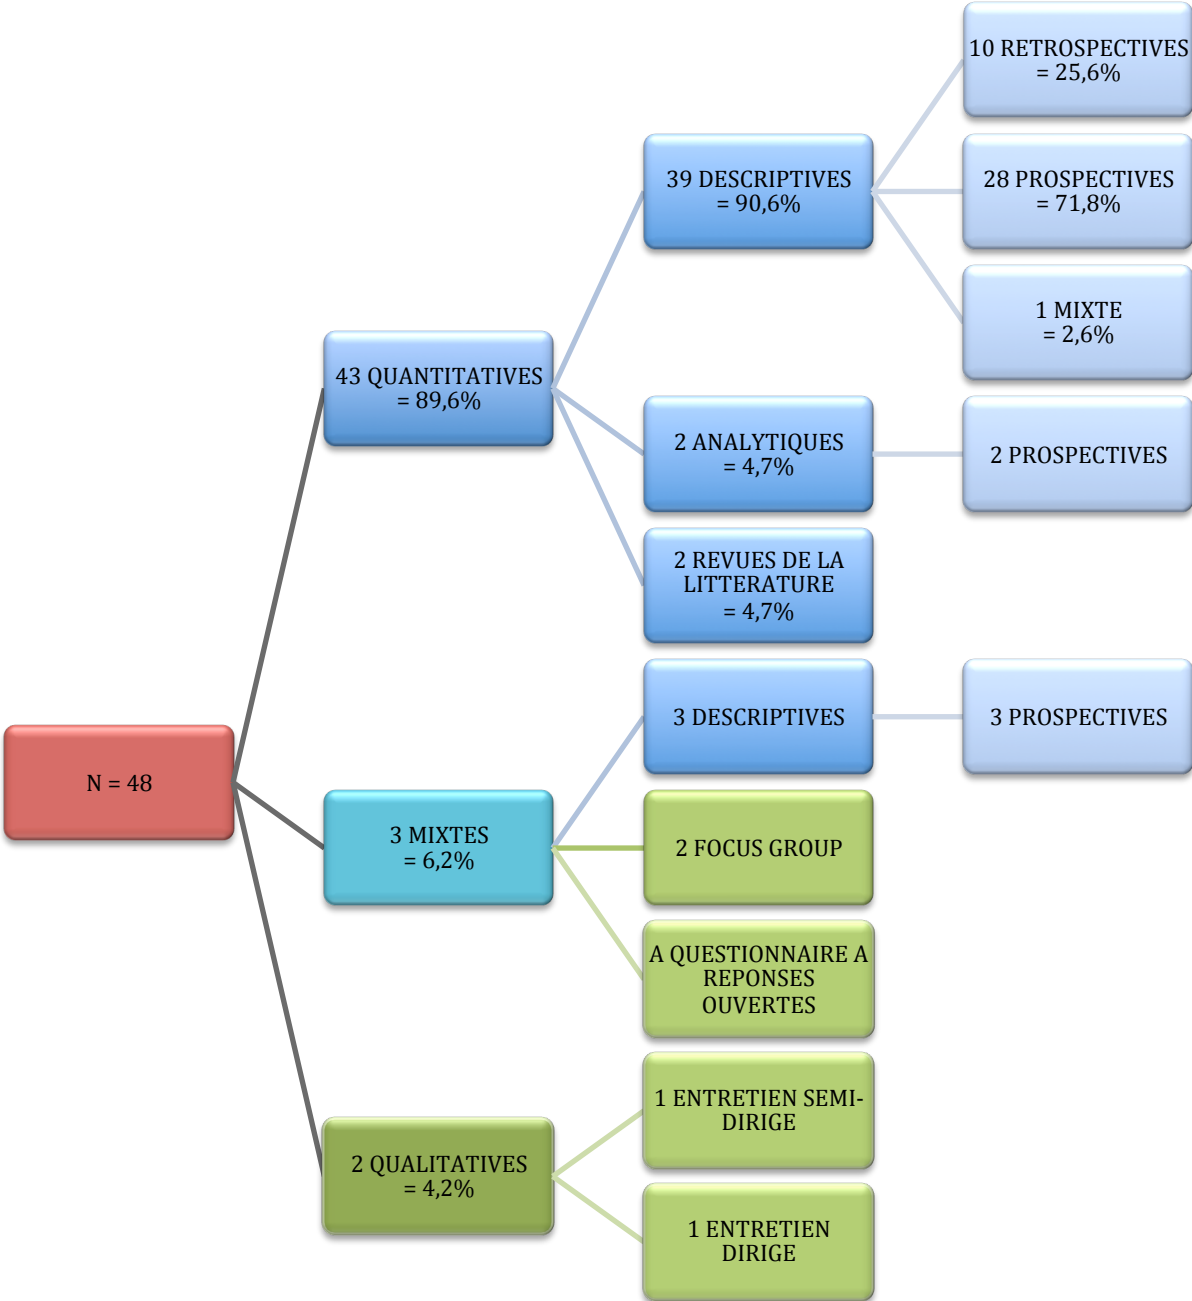 N = 48
43 QUANTITATIVES
= 89,6%
39 DESCRIPTIVES
= 90,6%
10 RETROSPECTIVES
= 25,6%
28 PROSPECTIVES
= 71,8%
1 MIXTE
= 2,6%
2 ANALYTIQUES
= 4,7%
2 PROSPECTIVES
2 REVUES DE LA
LITTERATURE
= 4,7%
3 MIXTES
= 6,2%
3 DESCRIPTIVES
3 PROSPECTIVES
2 FOCUS GROUP
A QUESTIONNAIRE A
REPONSES
OUVERTES
2 QUALITATIVES
= 4,2%
1 ENTRETIEN SEMI-
DIRIGE
1 ENTRETIEN
DIRIGE